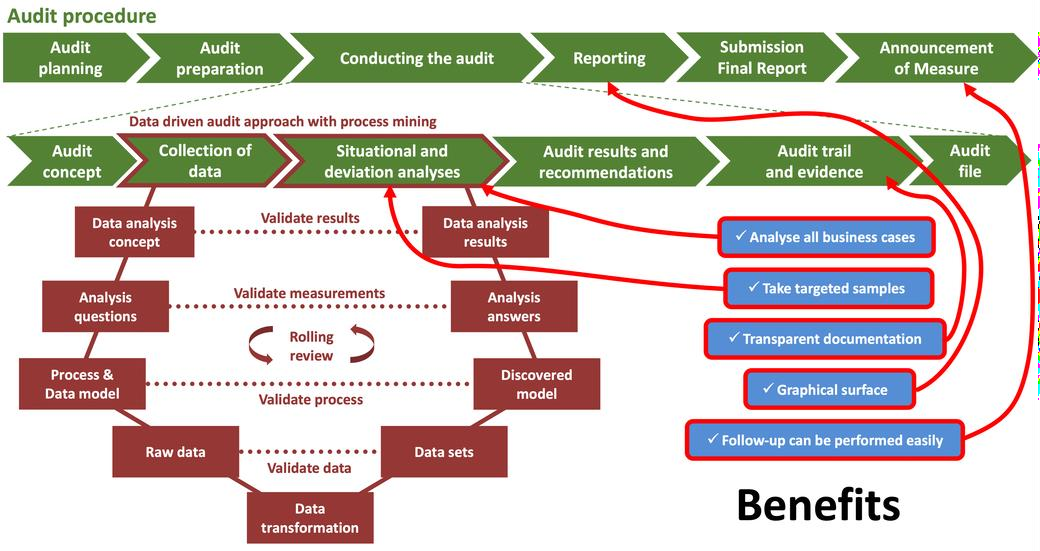 Audit procedure
Audit
planning
Audit
preparation
Conducting the audit
Reporting
Submission
Final Report
Announcement
of Measure
Data driven audit approach with process mining
Audit
concept
Collection of
data
Situational and
deviation analyses
Audit results and
recommendations
Audit trail
and evidence
Audit
file
Data analysis
concept
Validate results
Data analysis
results
✓ Analyse all business cases
Analysis
questions
Validate measurements
Analysis
answers
✓ Take targeted samples
Rolling
review
✓ Transparent documentation
Process &
Data model
Validate process
Discovered
model
✓ Graphical surface
Raw data
Validate data
Data sets
✓ Follow-up can be performed easily
Data
transformation
Benefits